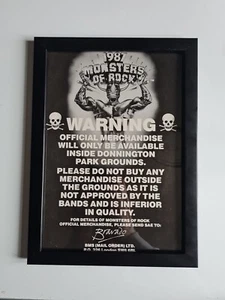 1987
MONSTERS
OF ROCK
WARNING
OFFICIAL MERCHANDISE
WILL ONLY BE AVAILABLE
INSIDE DONNINGTON
PARK GROUNDS.
PLEASE DO NOT BUY ANY
MERCHANDISE OUTSIDE
THE GROUNDS AS IT IS
NOT APPROVED BY THE
BANDS AND IS INFERIOR
IN QUALITY.
FOR DETAILS OF MONSTERS OF ROCK
OFFICIAL MERCHANDISE, PLEASE SEND SAE TO:
Bravado
BMS (MAIL ORDER) LTD.
London